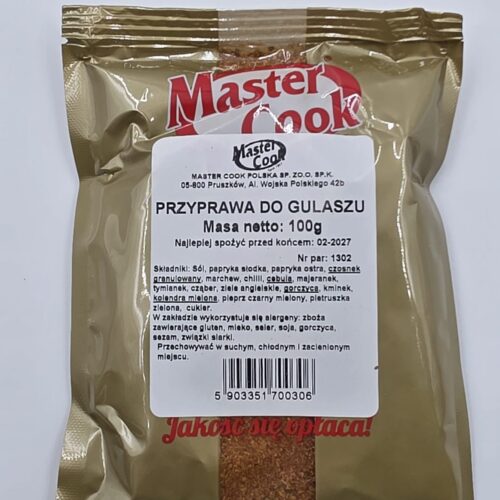 Master
Cook
Master
Cook
MASTER COOK POLSKA SP. ZO.O. SP.K.
05-800 Pruszków, Al. Wojska Polskiego 42b
PRZYPRAWA DO GULASZU
Masa netto: 100g
Najlepiej spożyć przed końcem: 02-2027
Nr par: 1302
Składniki: Sól, papryka słodka, papryka ostra, czosnek
granulowany, marchew, chilli, cebula, majeranek,
tymianek, cząber, ziele angielskie, gorczyca, kminek,
kolendra mielona, pieprz czarny mielony, pietruszka
zielona, cukier.
W zakładzie wykorzystuje się alergeny: zboża
zawierające gluten, mleko, seler, soja, gorczyca,
sezam, związki siarki.
Przechowywać w suchym, chłodnym i zacienionym
miejscu.
5 903351 700306
Jakość się opłaca!